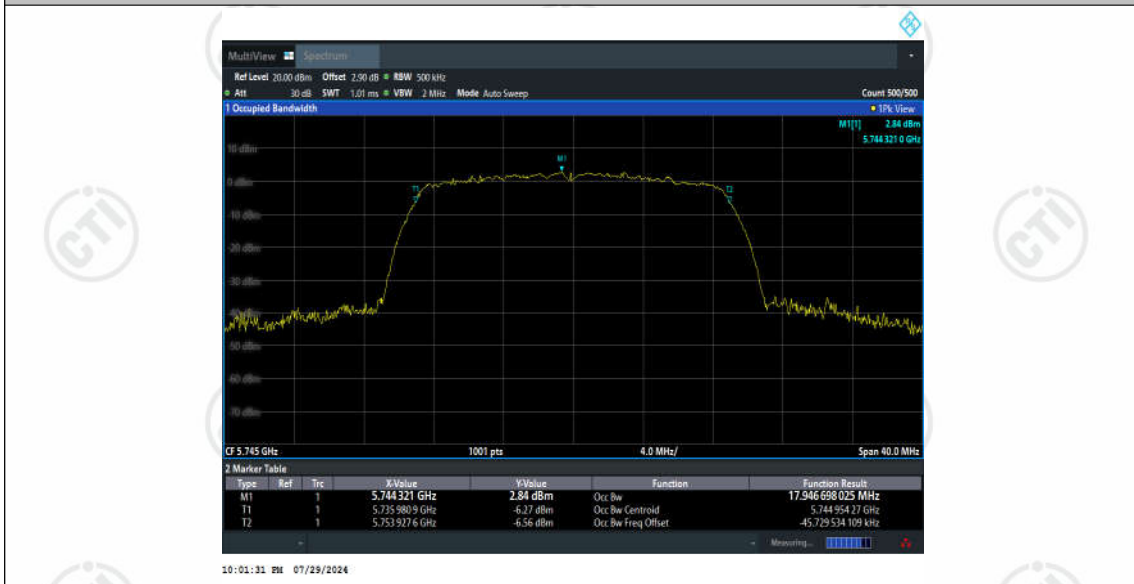 MultiView Spectrum
Ref Level 20.00 dBm Offset 2.90 dB RBW 500 kHz
Att 30 dB SWT 1.01 ms VBW 2 MHz Mode Auto Sweep Count 500/500
1 Occupied Bandwidth 1Pk View
M1[1] 2.84 dBm
5.744 321 0 GHz
10 dBm
M1
0 dBm
T1 T2
-10 dBm
-20 dBm
-30 dBm
-40 dBm
-50 dBm
-60 dBm
-70 dBm
CF 5.745 GHz 1001 pts 4.0 MHz/ Span 40.0 MHz
2 Marker Table
Type Ref Trc X-Value Y-Value Function Function Result
M1 1 5.744 321 GHz 2.84 dBm Occ Bw 17.946 698 025 MHz
T1 1 5.735 980 9 GHz -6.27 dBm Occ Bw Centroid 5.744 954 27 GHz
T2 1 5.753 927 6 GHz -6.56 dBm Occ Bw Freq Offset -45.729 534 109 kHz
Measuring...
10:01:31 PM 07/29/2024
CTI
CTI